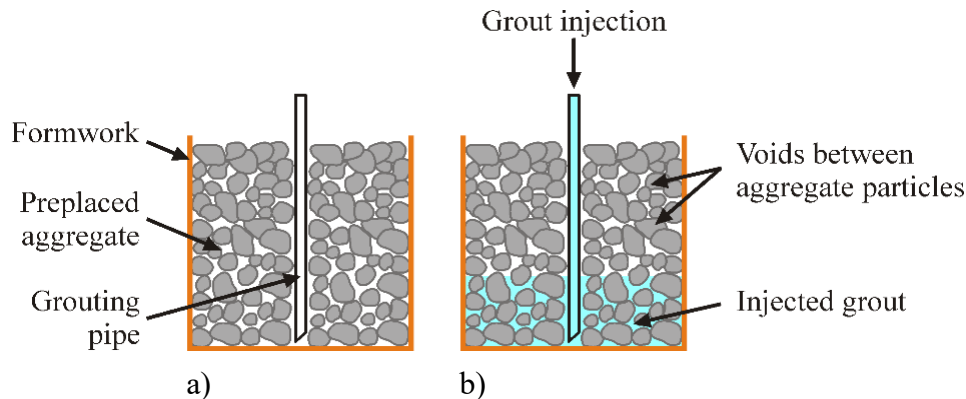 Grout injection
Formwork
Preplaced
aggregate
Grouting
pipe
Voids between
aggregate particles
Injected grout
a)
b)